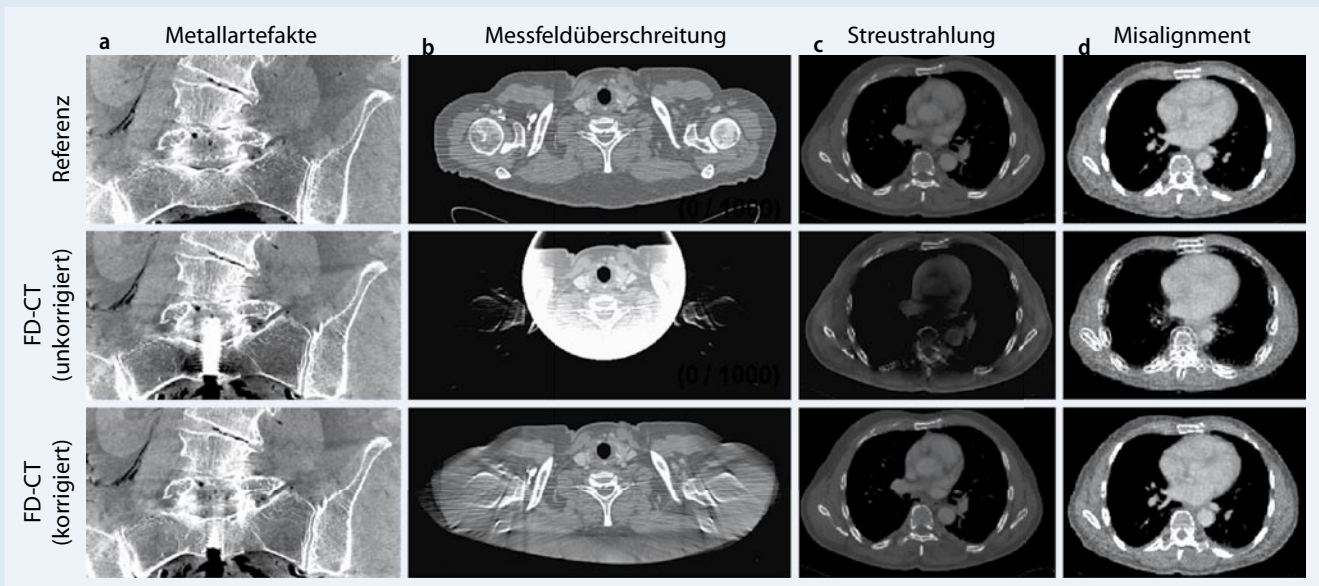 a Metallartefakte
b Messfeldüberschreitung
c Streustrahlung
d Misalignment
Referenz
(0 / 1000)
FD-CT
(unkorrigiert)
(0 / 1000)
FD-CT
(korrigiert)